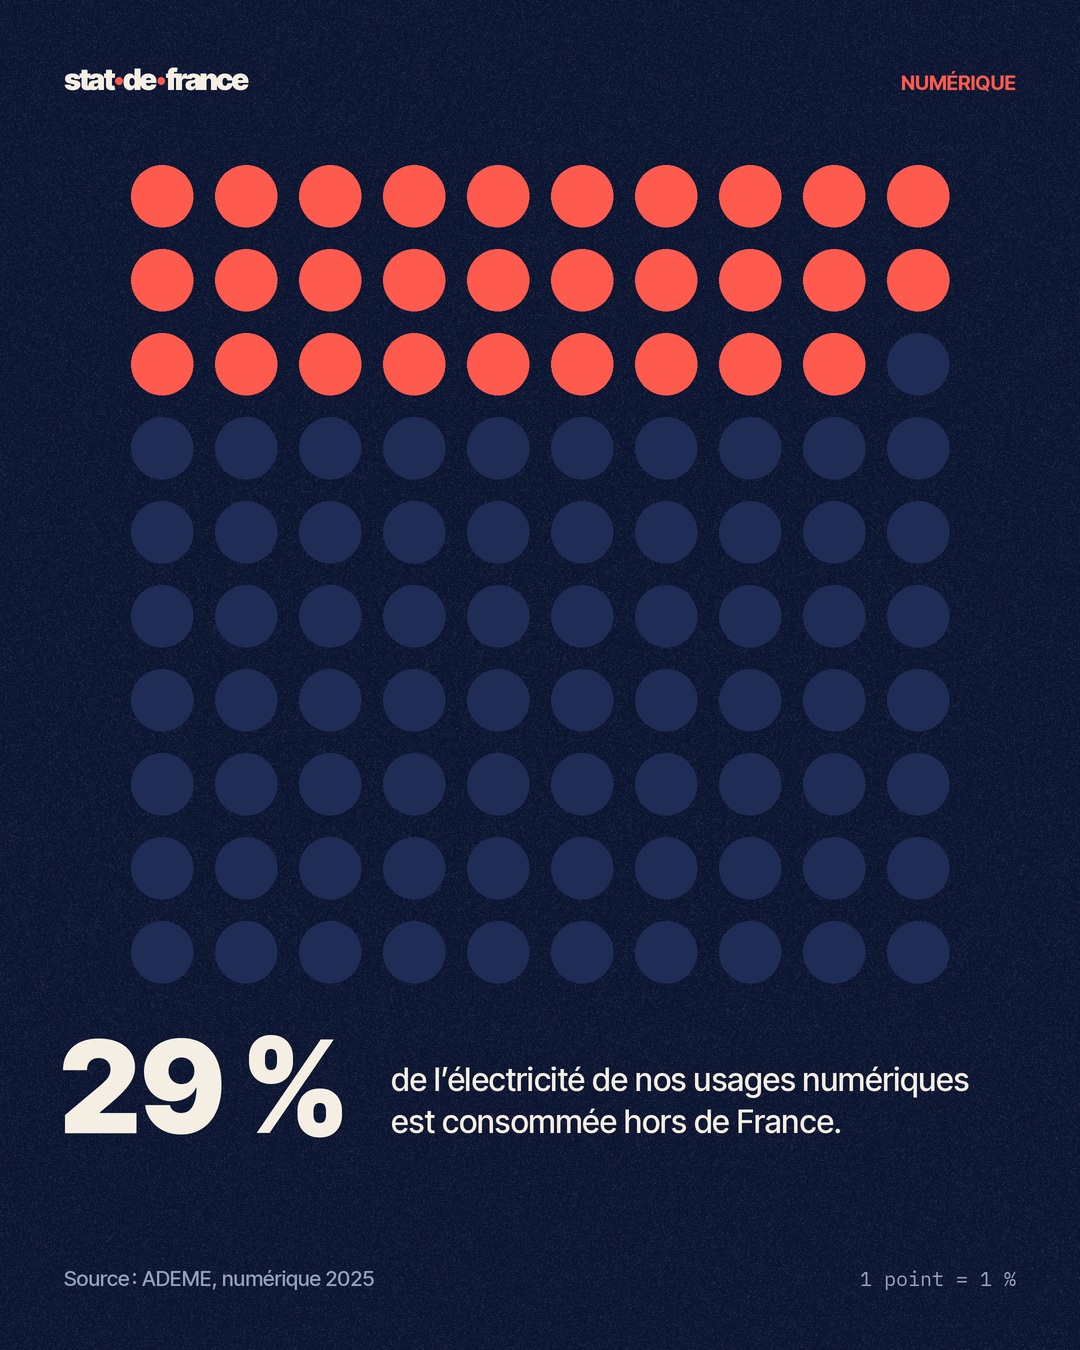 stat•de•france
NUMÉRIQUE
29 %
de l’électricité de nos usages numériques
est consommée hors de France.
Source : ADEME, numérique 2025
1 point = 1 %